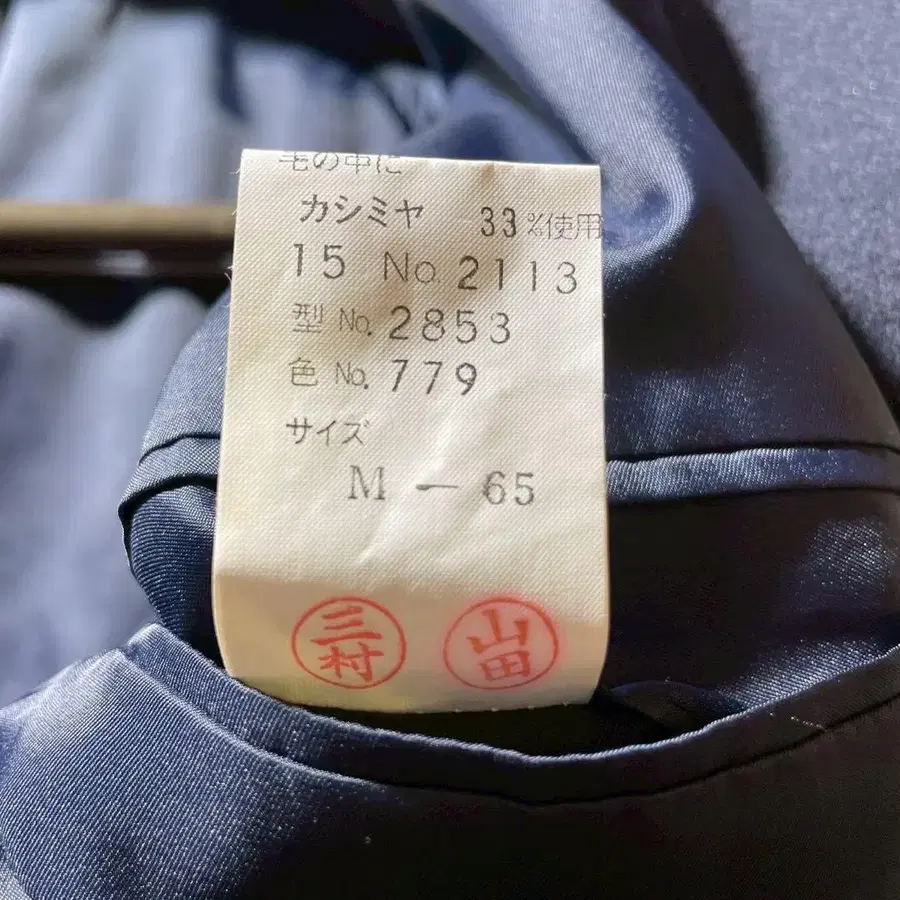 毛の中に
カシミヤ 33%使用
15 No.2113
型 No.2853
色 No.779
サイズ
M - 65
三村 山田